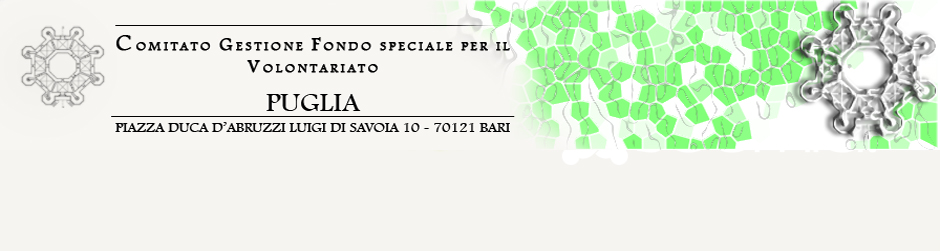 Comitato Gestione Fondo speciale per il
Volontariato
PUGLIA
PIAZZA DUCA D'ABRUZZI LUIGI DI SAVOIA 10 - 70121 BARI